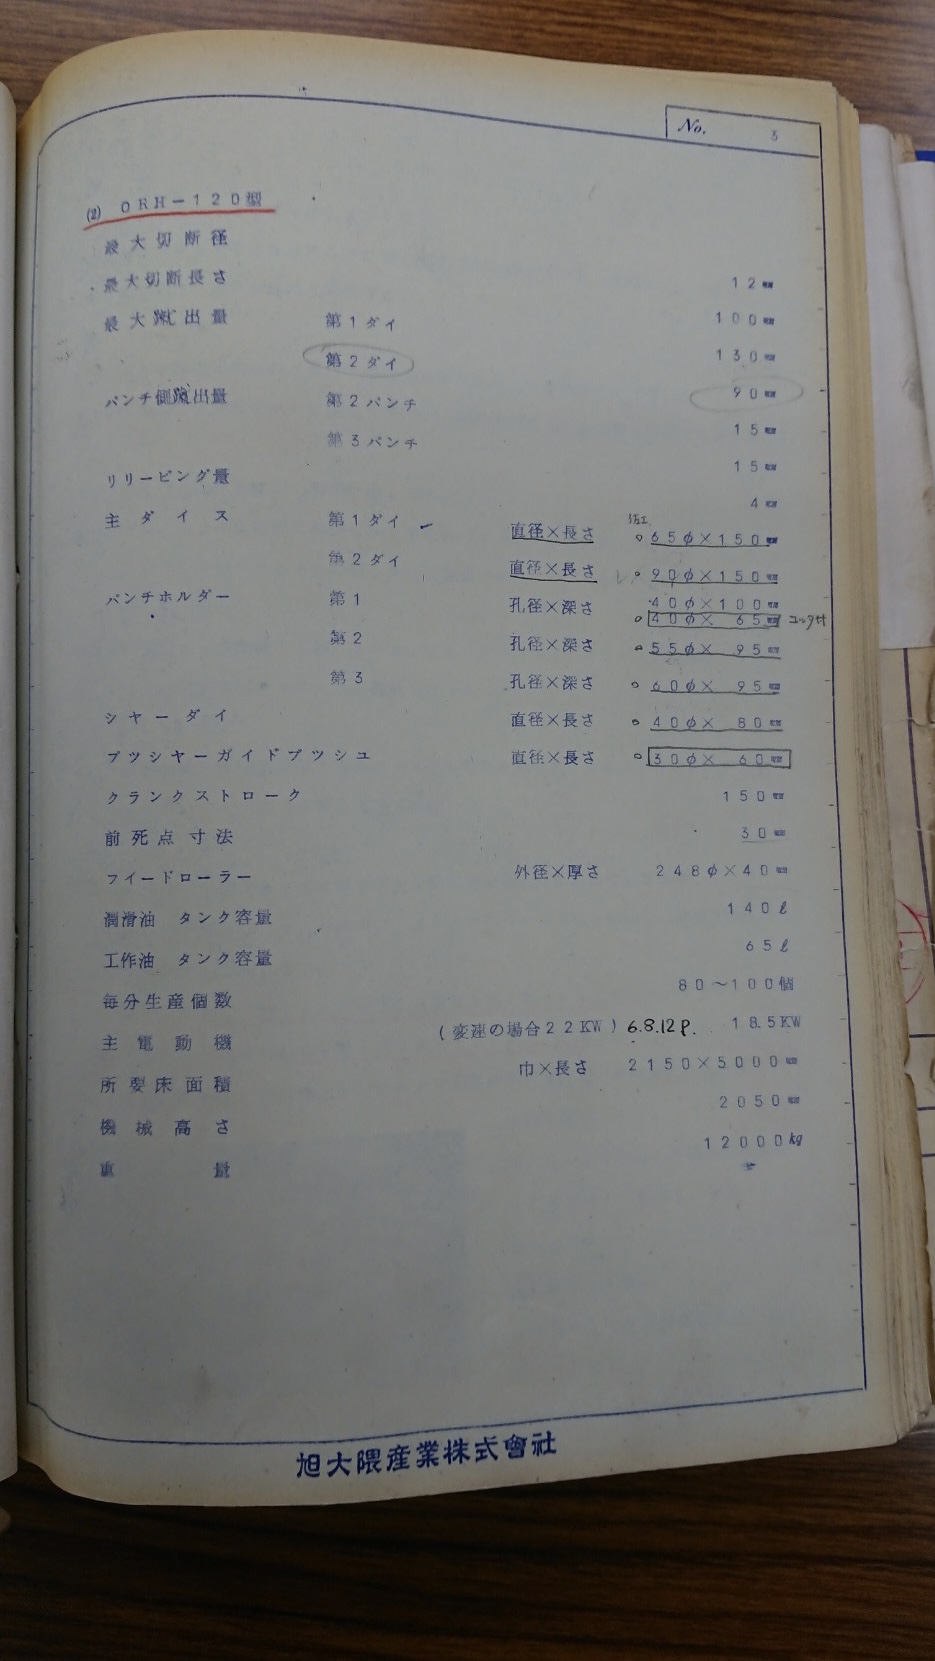 No. 3
(2) ORH-120型
最大切断径 12mm
最大切断長さ 100mm
最大蹴出量 第1ダイ 130mm
第2ダイ 90mm
パンチ側蹴出量 第2パンチ 15mm
第3パンチ 15mm
リリービング量 4mm
主ダイス 第1ダイ 直径×長さ 65φ×150mm
第2ダイ 直径×長さ 90φ×150mm
パンチホルダー 第1 孔径×深さ 40φ×100mm
40φ×65mm
第2 孔径×深さ 55φ×95mm
第3 孔径×深さ 60φ×95mm
シヤーダイ 直径×長さ 40φ×80mm
プツシヤーガイドブツシユ 直径×長さ 30φ×60mm
クランクストローク 150mm
前死点寸法 30mm
フイードローラー 外径×厚さ 248φ×40mm
潤滑油 タンク容量 140ℓ
工作油 タンク容量 65ℓ
毎分生産個数 80〜100個
主電動機 (変速の場合22KW) 6.8.12P. 18.5KW
所要床面積 巾×長さ 2150×5000mm
機械高さ 2050mm
重量 12000kg
旭大隈産業株式會社